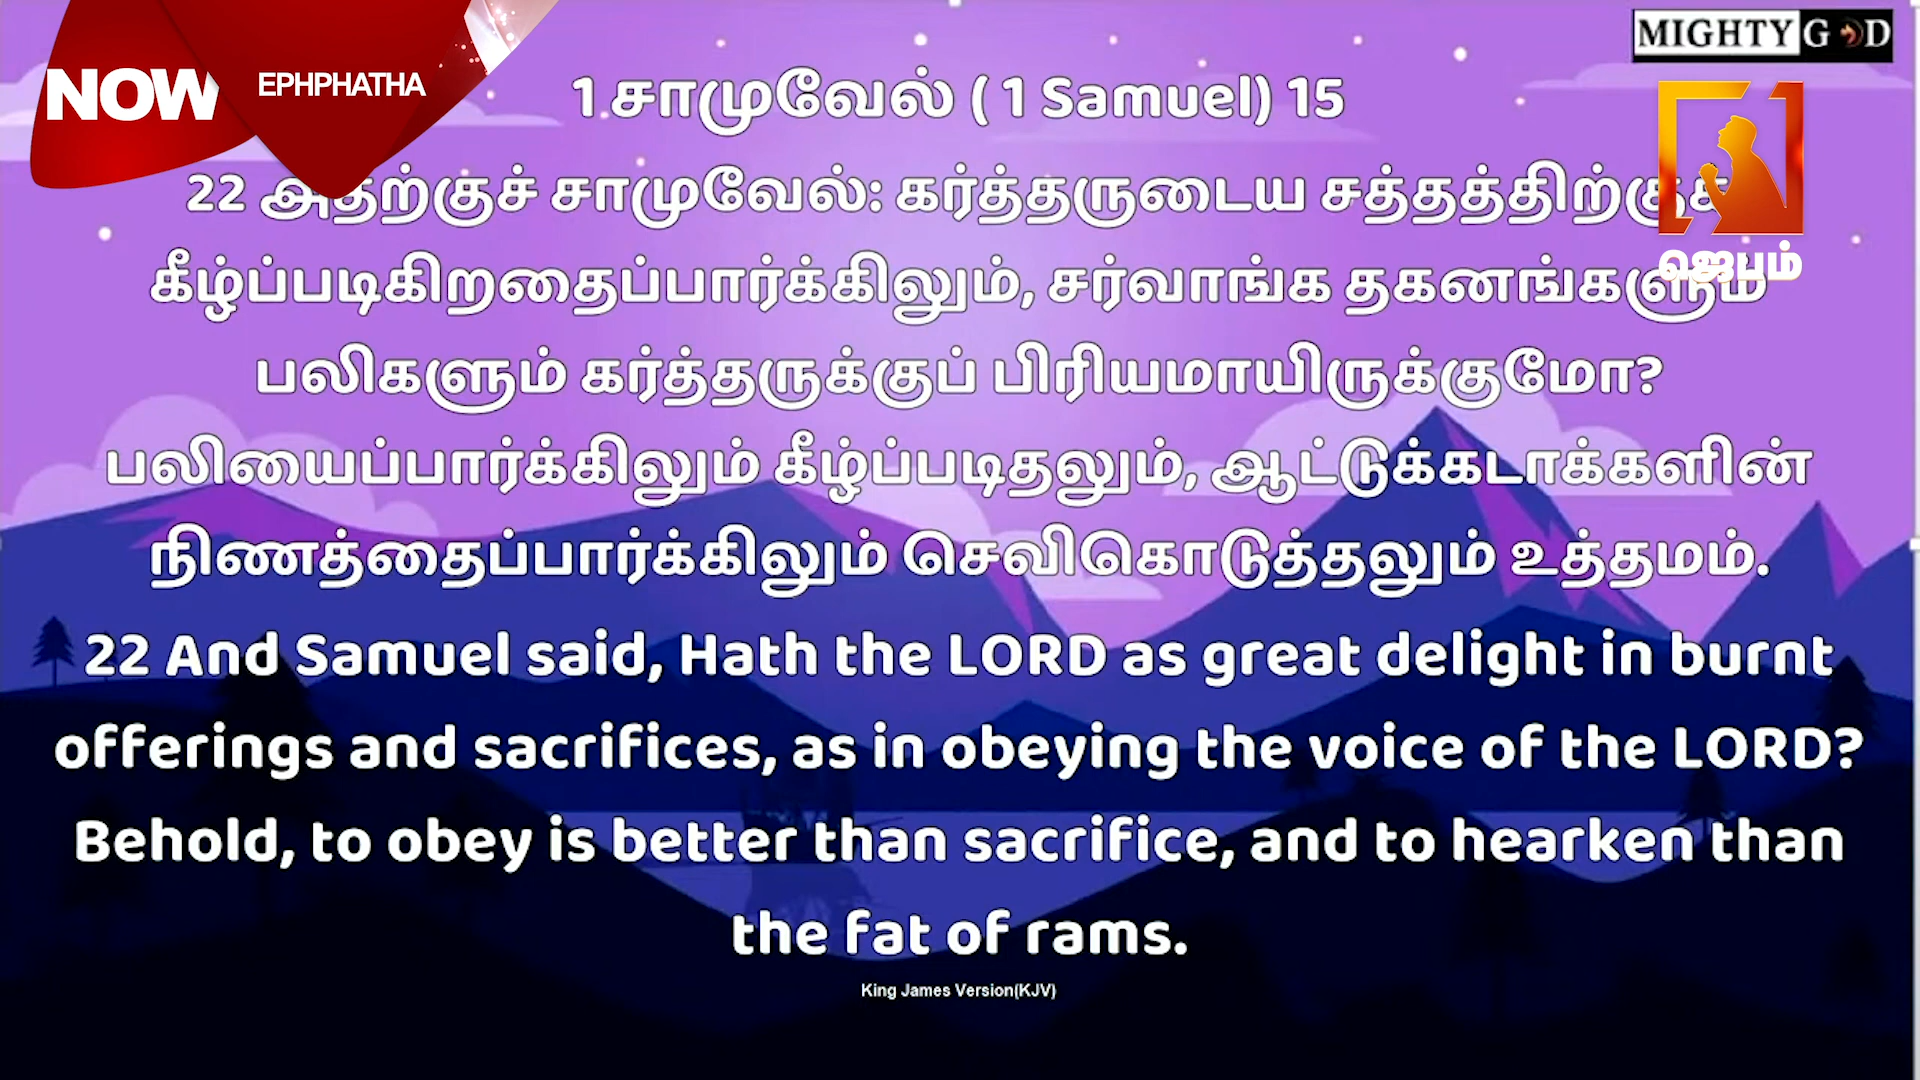 NOW EPHPHATHA
MIGHTY GOD
1 சாமுவேல் ( 1 Samuel) 15
22 அதற்குச் சாமுவேல்: கர்த்தருடைய சத்தத்திற்குக்
ஜெபம்
கீழ்ப்படிகிறதைப்பார்க்கிலும், சர்வாங்க தகனங்களும்
பலிகளும் கர்த்தருக்குப் பிரியமாயிருக்குமோ?
பலியைப்பார்க்கிலும் கீழ்ப்படிதலும், ஆட்டுக்கடாக்களின்
நிணத்தைப்பார்க்கிலும் செவிகொடுத்தலும் உத்தமம்.
22 And Samuel said, Hath the LORD as great delight in burnt
offerings and sacrifices, as in obeying the voice of the LORD?
Behold, to obey is better than sacrifice, and to hearken than
the fat of rams.
King James Version(KJV)